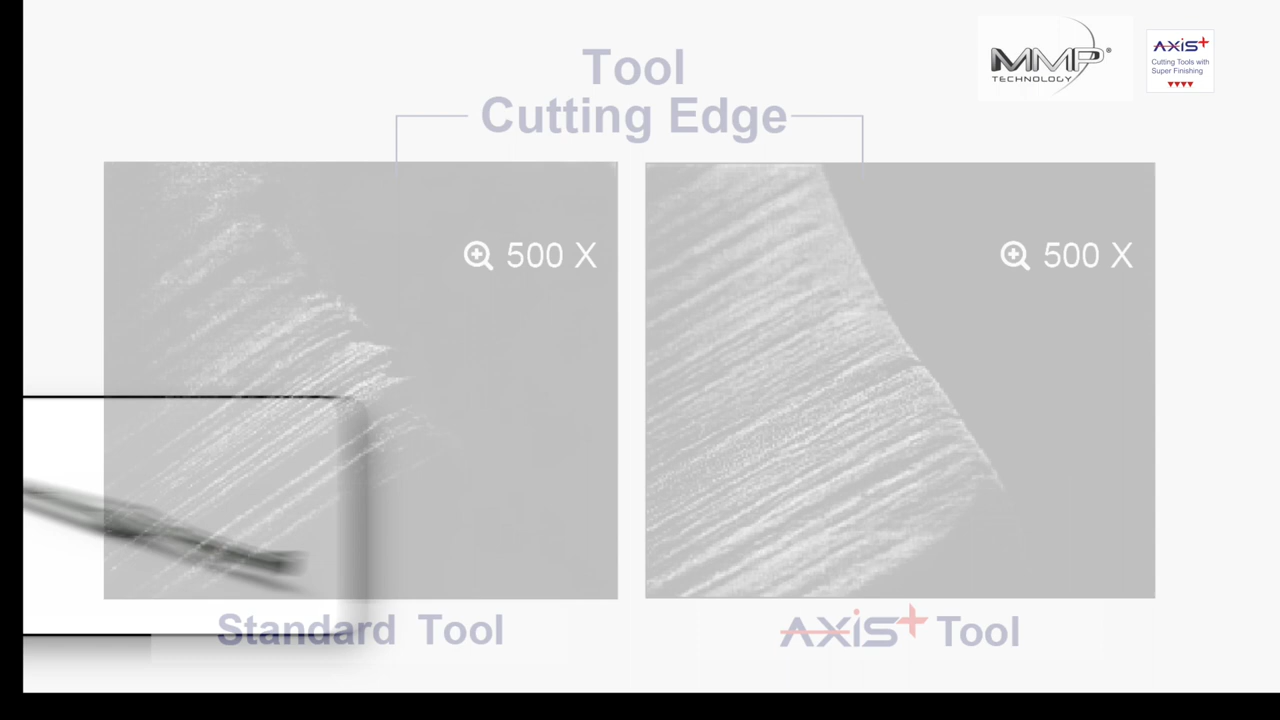 MMP®
TECHNOLOGY
AXiS+
Cutting Tools with
Super Finishing
Tool
Cutting Edge
500 X
500 X
Standard Tool
AXiS+ Tool